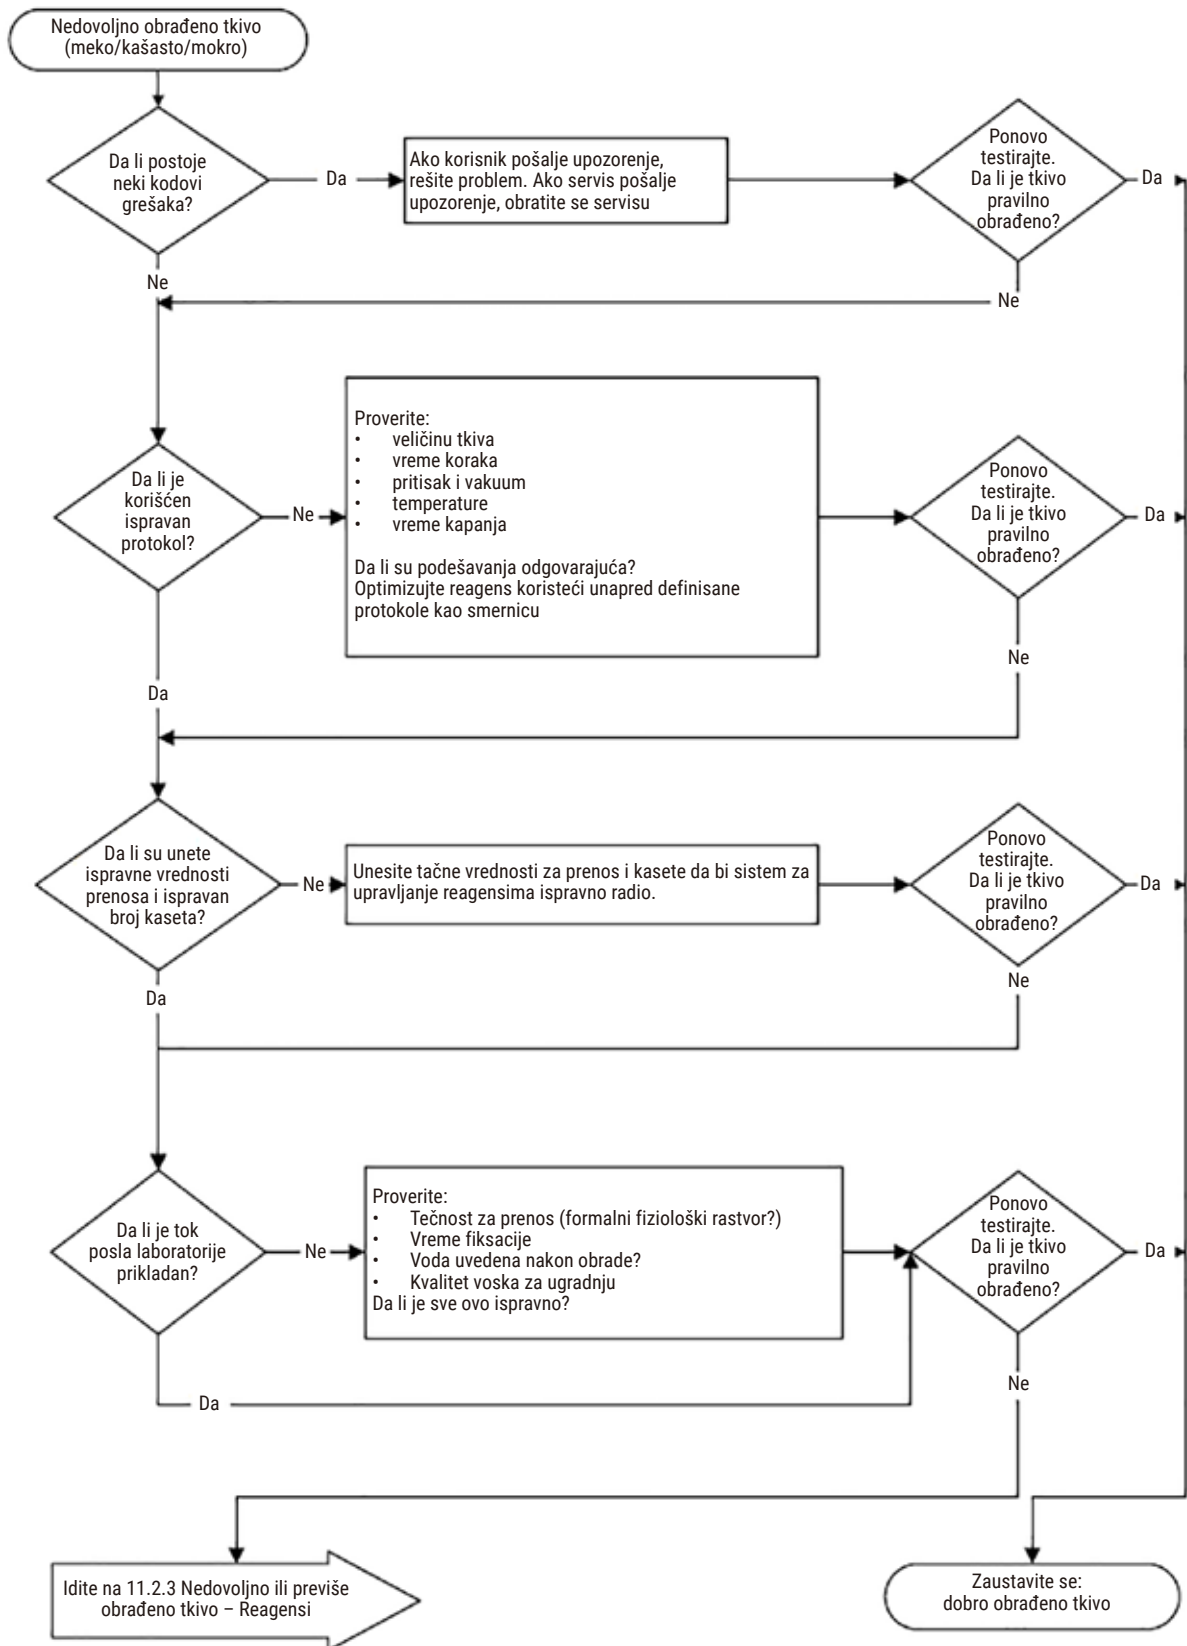 Nedovoljno obrađeno tkivo
(meko/kašasto/mokro)
Da li postoje
neki kodovi
grešaka?
Da
Ako korisnik pošalje upozorenje,
rešite problem. Ako servis pošalje
upozorenje, obratite se servisu
Ponovo
testirajte.
Da li je tkivo
pravilno
obrađeno?
Da
Ne
Ne
Da li je
korišćen
ispravan
protokol?
Ne
Proverite:
• veličinu tkiva
• vreme koraka
• pritisak i vakuum
• temperature
• vreme kapanja
Da li su podešavanja odgovarajuća?
Optimizujte reagens koristeći unapred definisane
protokole kao smernicu
Ponovo
testirajte.
Da li je tkivo
pravilno
obrađeno?
Da
Ne
Da
Da li su unete
ispravne vrednosti
prenosa i ispravan
broj kaseta?
Ne
Unesite tačne vrednosti za prenos i kasete da bi sistem za
upravljanje reagensima ispravno radio.
Ponovo
testirajte.
Da li je tkivo
pravilno
obrađeno?
Da
Ne
Da
Da li je tok
posla laboratorije
prikladan?
Ne
Proverite:
• Tečnost za prenos (formalni fiziološki rastvor?)
• Vreme fiksacije
• Voda uvedena nakon obrade?
• Kvalitet voska za ugradnju
Da li je sve ovo ispravno?
Ponovo
testirajte.
Da li je tkivo
pravilno
obrađeno?
Da
Ne
Da
Idite na 11.2.3 Nedovoljno ili previše
obrađeno tkivo – Reagensi
Zaustavite se:
dobro obrađeno tkivo